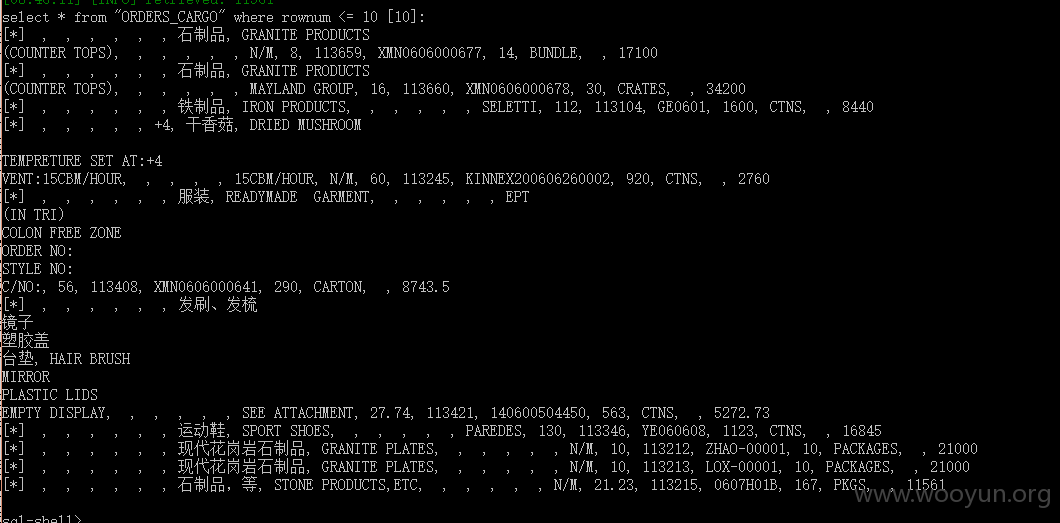 [08:46:11] [INFO] retrieved: 11561
select * from "ORDERS_CARGO" where rownum <= 10 [10]:
[*] , , , , , , 石制品, GRANITE PRODUCTS
(COUNTER TOPS), , , , , , N/M, 8, 113659, XMN0606000677, 14, BUNDLE, , 17100
[*] , , , , , , 石制品, GRANITE PRODUCTS
(COUNTER TOPS), , , , , , MAYLAND GROUP, 16, 113660, XMN0606000678, 30, CRATES, , 34200
[*] , , , , , , 铁制品, IRON PRODUCTS, , , , , , SELETTI, 112, 113104, GE0601, 1600, CTNS, , 8440
[*] , , , , , +4, 干香菇, DRIED MUSHROOM
TEMPRETURE SET AT:+4
VENT:15CBM/HOUR, , , , , 15CBM/HOUR, N/M, 60, 113245, KINNEX200606260002, 920, CTNS, , 2760
[*] , , , , , , 服装, READYMADE GARMENT, , , , , , EPT
(IN TRI)
COLON FREE ZONE
ORDER NO:
STYLE NO:
C/NO:, 56, 113408, XMN0606000641, 290, CARTON, , 8743.5
[*] , , , , , , 发刷、发梳
镜子
塑胶盖
台垫, HAIR BRUSH
MIRROR
PLASTIC LIDS
EMPTY DISPLAY, , , , , , SEE ATTACHMENT, 27.74, 113421, 140600504450, 563, CTNS, , 5272.73
[*] , , , , , , 运动鞋, SPORT SHOES, , , , , , PAREDES, 130, 113346, YE060608, 1123, CTNS, , 16845
[*] , , , , , , 现代花岗岩石制品, GRANITE PLATES, , , , , , N/M, 10, 113212, ZHAO-00001, 10, PACKAGES, , 21000
[*] , , , , , , 现代花岗岩石制品, GRANITE PLATES, , , , , , N/M, 10, 113213, LOX-00001, 10, PACKAGES, , 21000
[*] , , , , , , 石制品，等, STONE PRODUCTS,ETC, , , , , , N/M, 21.23, 113215, 0607H01B, 167, PKGS, , 11561
www.wooyun.org
sql-shell>